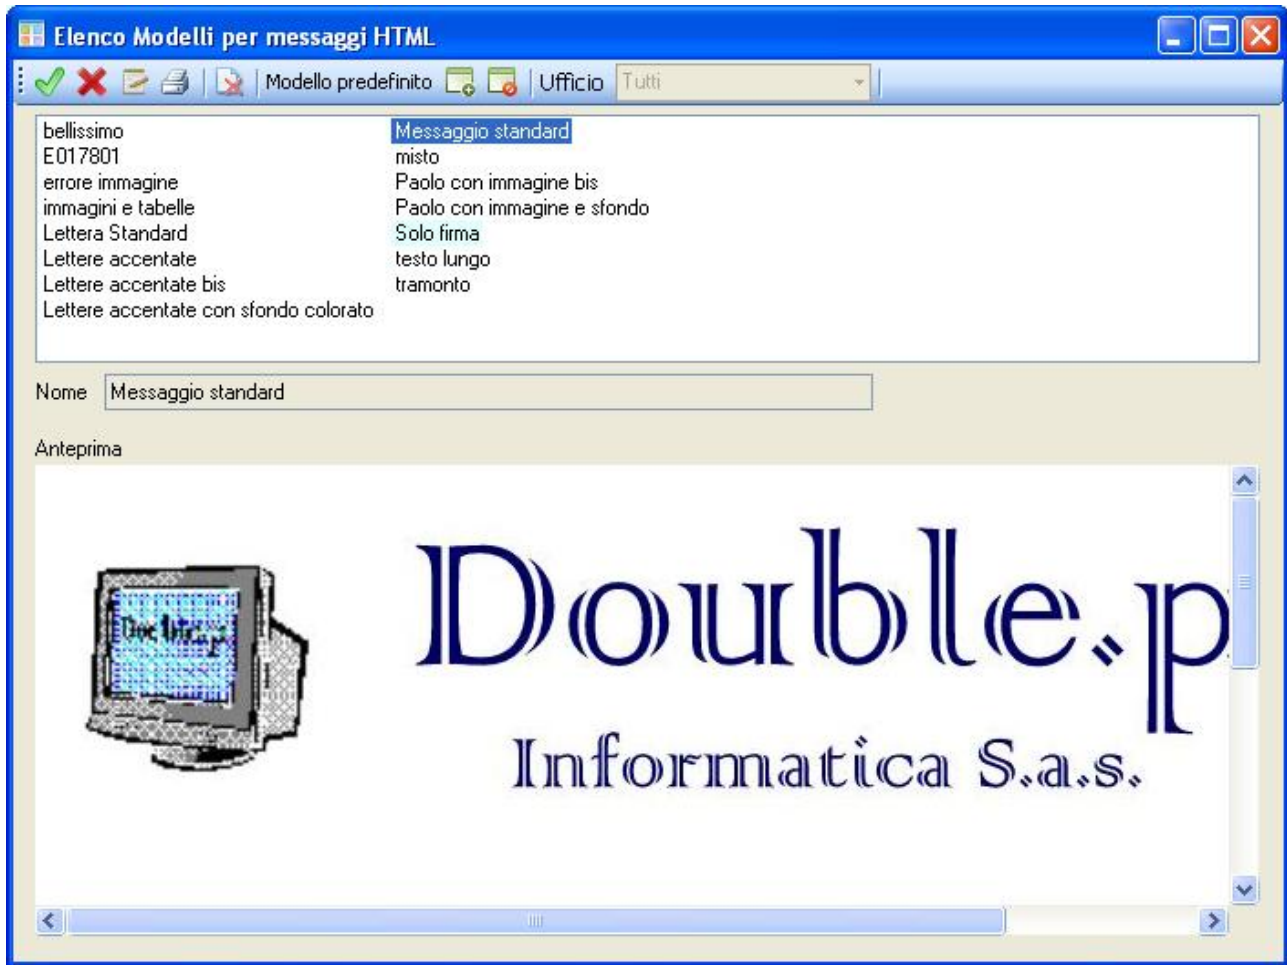 Elenco Modelli per messaggi HTML
Modello predefinito Ufficio Tutti
bellissimo
E017801
errore immagine
immagini e tabelle
Lettera Standard
Lettere accentate
Lettere accentate bis
Lettere accentate con sfondo colorato
Messaggio standard
misto
Paolo con immagine bis
Paolo con immagine e sfondo
Solo firma
testo lungo
tramonto
Nome Messaggio standard
Anteprima
Double.p
Informatica S.a.s.